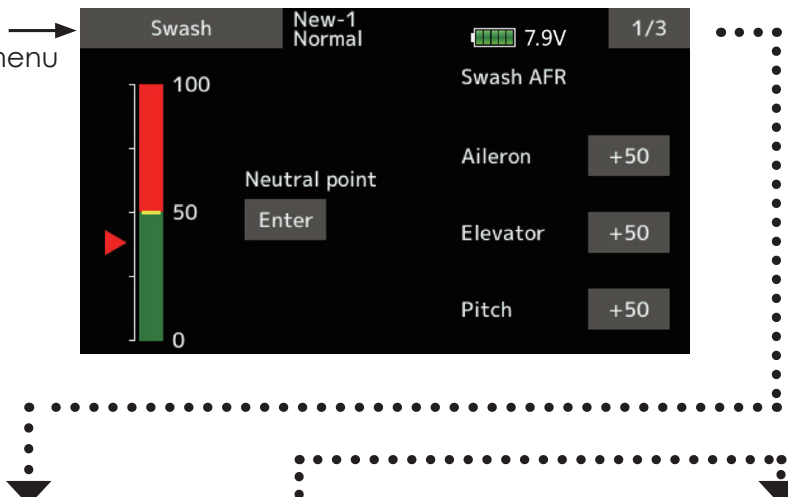 Swash
New-1
Normal
7.9V
1/3
menu
100
Swash AFR
Aileron
+50
Neutral point
50
Enter
Elevator
+50
Pitch
+50
0